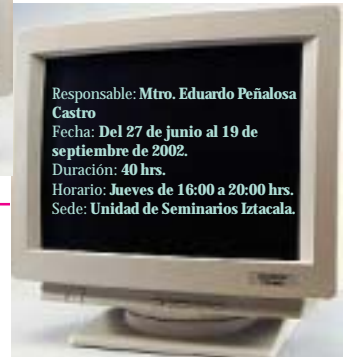 Responsable: Mtro. Eduardo Peñalosa
Castro
Fecha: Del 27 de junio al 19 de
septiembre de 2002.
Duración: 40 hrs.
Horario: Jueves de 16:00 a 20:00 hrs.
Sede: Unidad de Seminarios Iztacala.